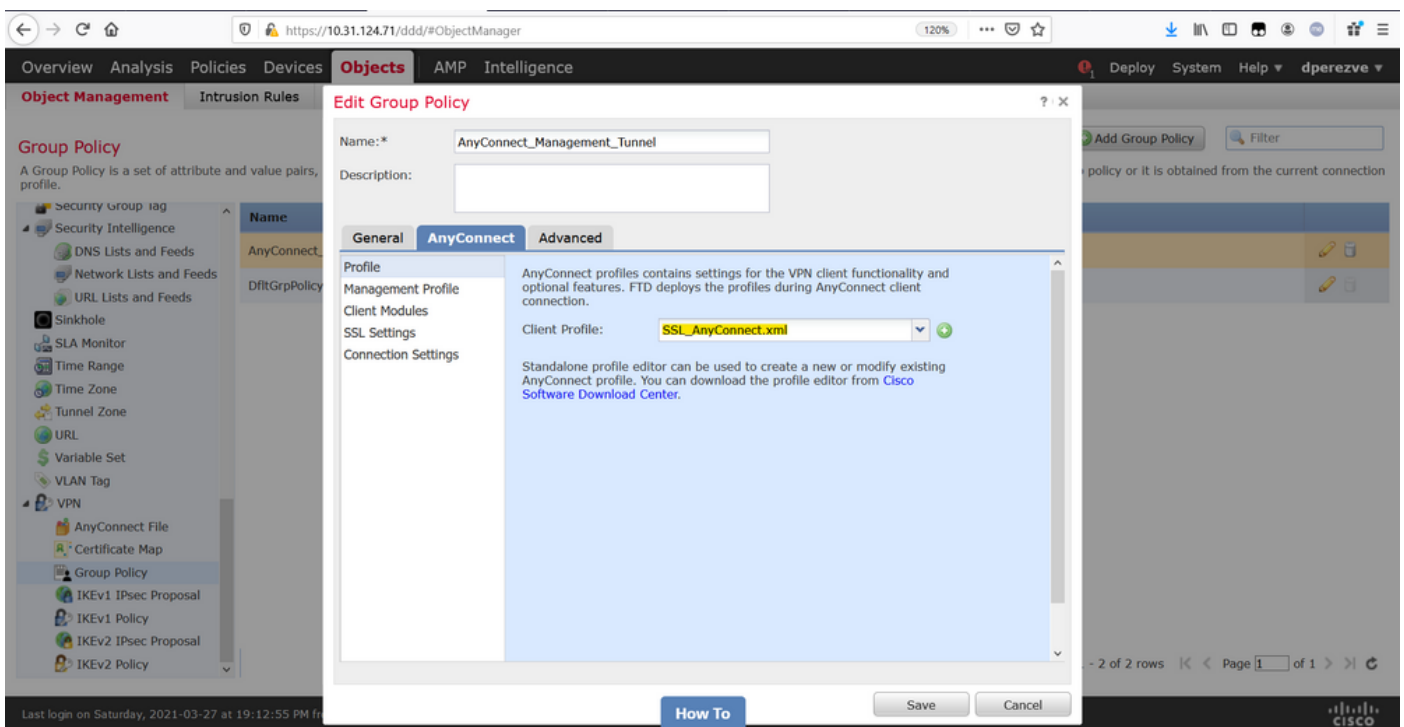 https://10.31.124.71/ddd/#ObjectManager
120%
Overview Analysis Policies Devices Objects AMP Intelligence
1 Deploy System Help dperezve
Object Management Intrusion Rules
Edit Group Policy
? X
Group Policy
A Group Policy is a set of attribute and value pairs,
profile.
Add Group Policy
Filter
policy or it is obtained from the current connection
Security Group Tag
Security Intelligence
DNS Lists and Feeds
Network Lists and Feeds
URL Lists and Feeds
Sinkhole
SLA Monitor
Time Range
Time Zone
Tunnel Zone
URL
Variable Set
VLAN Tag
VPN
AnyConnect File
Certificate Map
Group Policy
IKEv1 IPsec Proposal
IKEv1 Policy
IKEv2 IPsec Proposal
IKEv2 Policy
Name
AnyConnect_
DfltGrpPolicy
Name:* AnyConnect_Management_Tunnel
Description:
General AnyConnect Advanced
Profile
Management Profile
Client Modules
SSL Settings
Connection Settings
AnyConnect profiles contains settings for the VPN client functionality and
optional features. FTD deploys the profiles during AnyConnect client
connection.
Client Profile: SSL_AnyConnect.xml
Standalone profile editor can be used to create a new or modify existing
AnyConnect profile. You can download the profile editor from Cisco
Software Download Center.
- 2 of 2 rows Page 1 of 1
Save Cancel
How To
Last login on Saturday, 2021-03-27 at 19:12:55 PM
CISCO